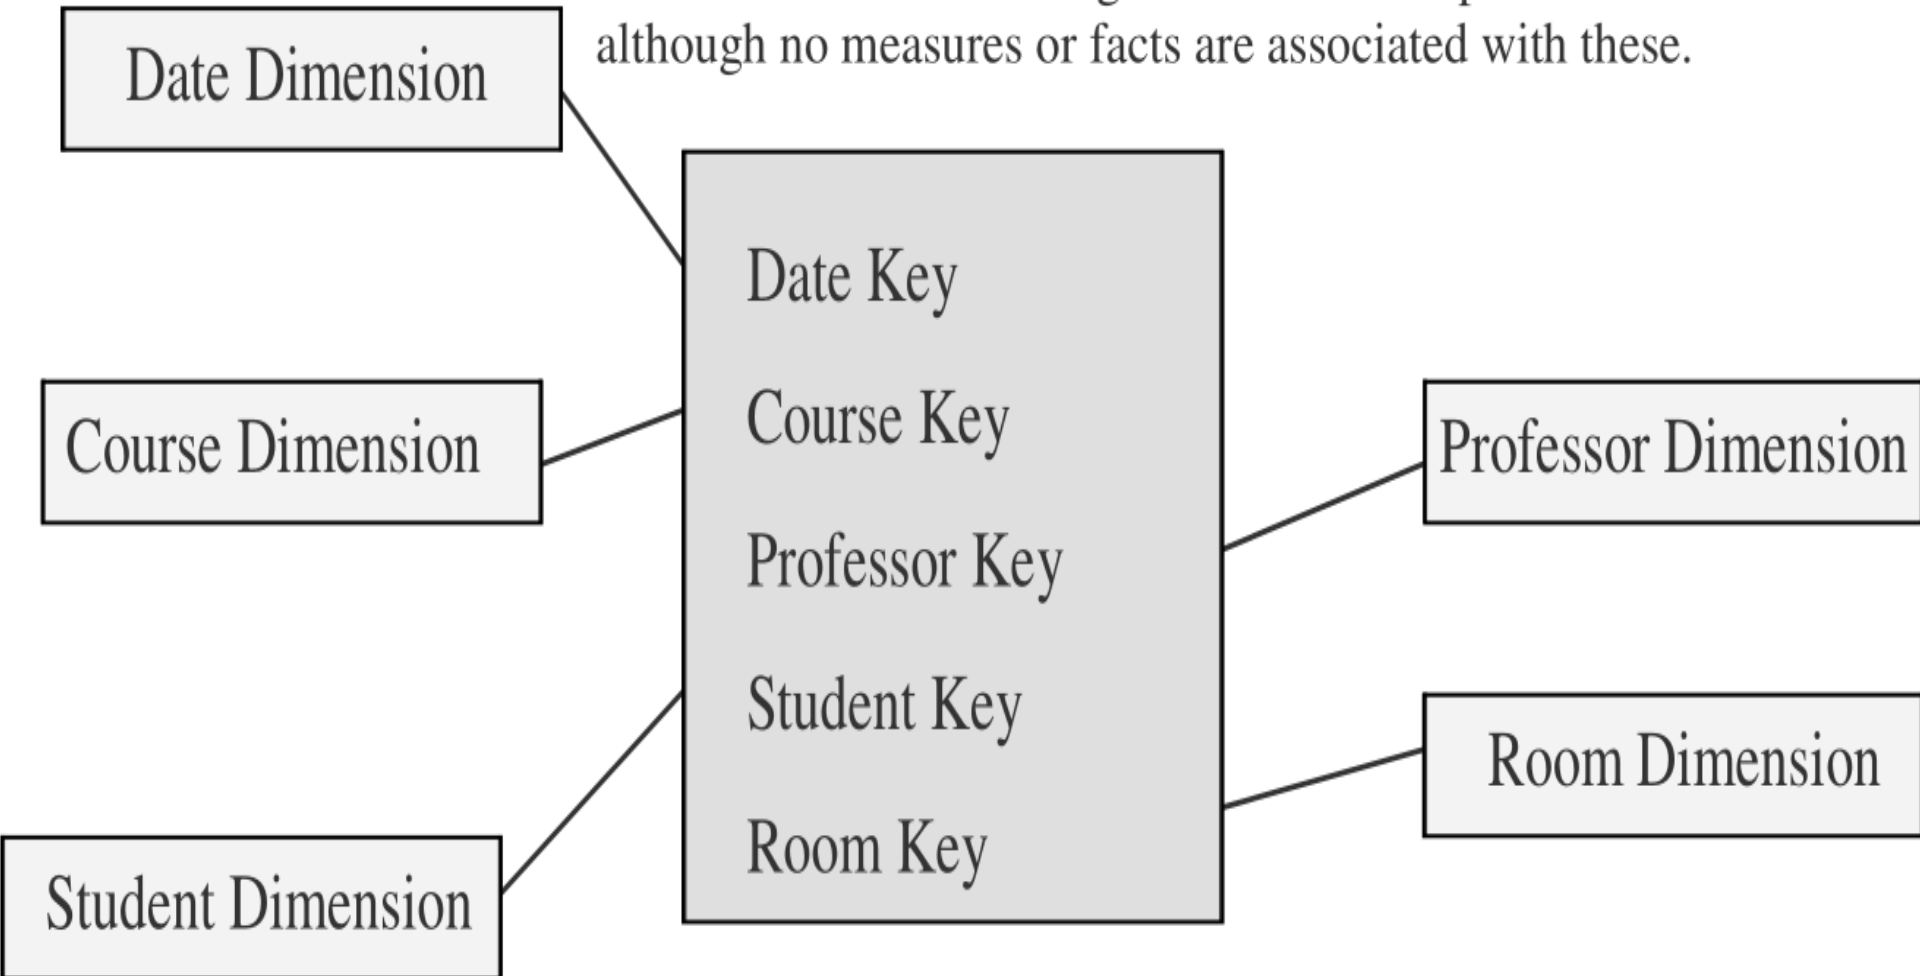 although no measures or facts are associated with these.
Date Dimension
Date Key
Course Key
Course Dimension
Professor Dimension
Professor Key
Student Key
Room Dimension
Room Key
Student Dimension